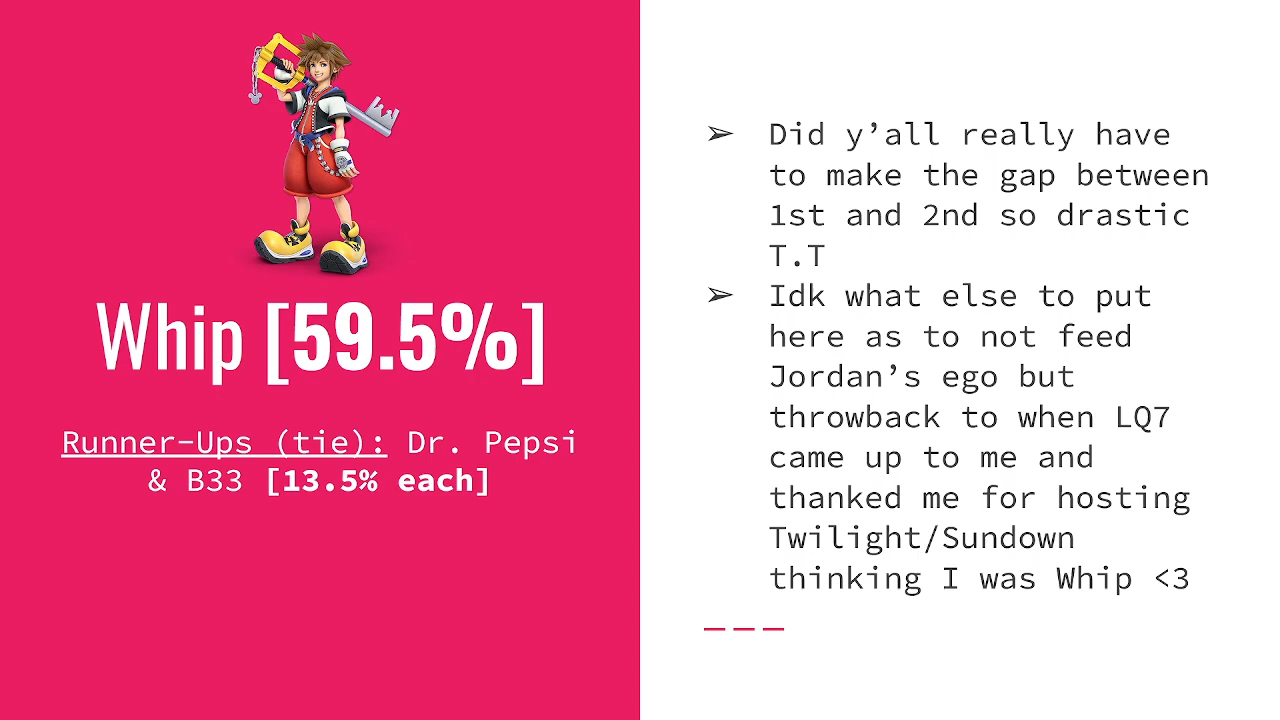 Whip [59.5%]
Runner-Ups (tie): Dr. Pepsi
& B33 [13.5% each]
➢ Did y’all really have
to make the gap between
1st and 2nd so drastic
T.T
➢ Idk what else to put
here as to not feed
Jordan’s ego but
throwback to when LQ7
came up to me and
thanked me for hosting
Twilight/Sundown
thinking I was Whip <3